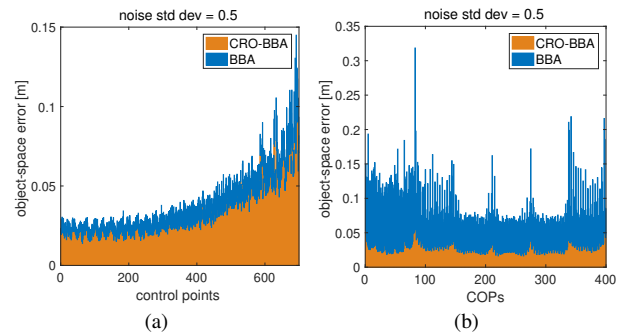 noise std dev = 0.5
CRO-BBA
BBA
object-space error [m]
0.15
0.1
0.05
0
0 200 400 600
control points
(a)
noise std dev = 0.5
CRO-BBA
BBA
object-space error [m]
0.35
0.3
0.25
0.2
0.15
0.1
0.05
0
0 100 200 300 400
COPs
(b)